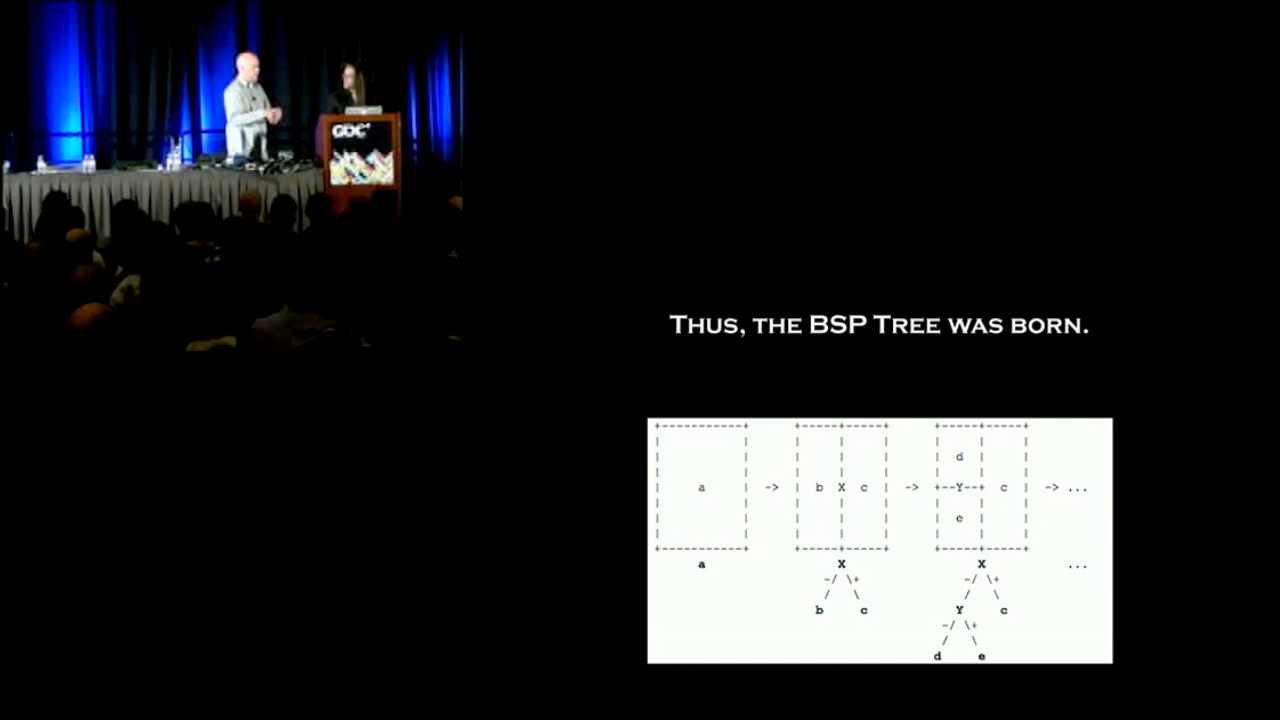 GDC
THUS, THE BSP TREE WAS BORN.
+-----------+     +-----+-----+     +-----+-----+
|           |     |     |     |     |     |     |
|           |     |     |     |     |  d  |     |
|           |     |     |     |     |     |     |
|     a     | ->  |  b  X  c  | ->  +--Y--+  c  | -> ...
|           |     |     |     |     |     |     |
|           |     |     |     |     |  e  |     |
|           |     |     |     |     |     |     |
+-----------+     +-----+-----+     +-----+-----+
a X X ...
-/ \+ -/ \+
/ \ / \
b c Y c
-/ \+
/ \
d e